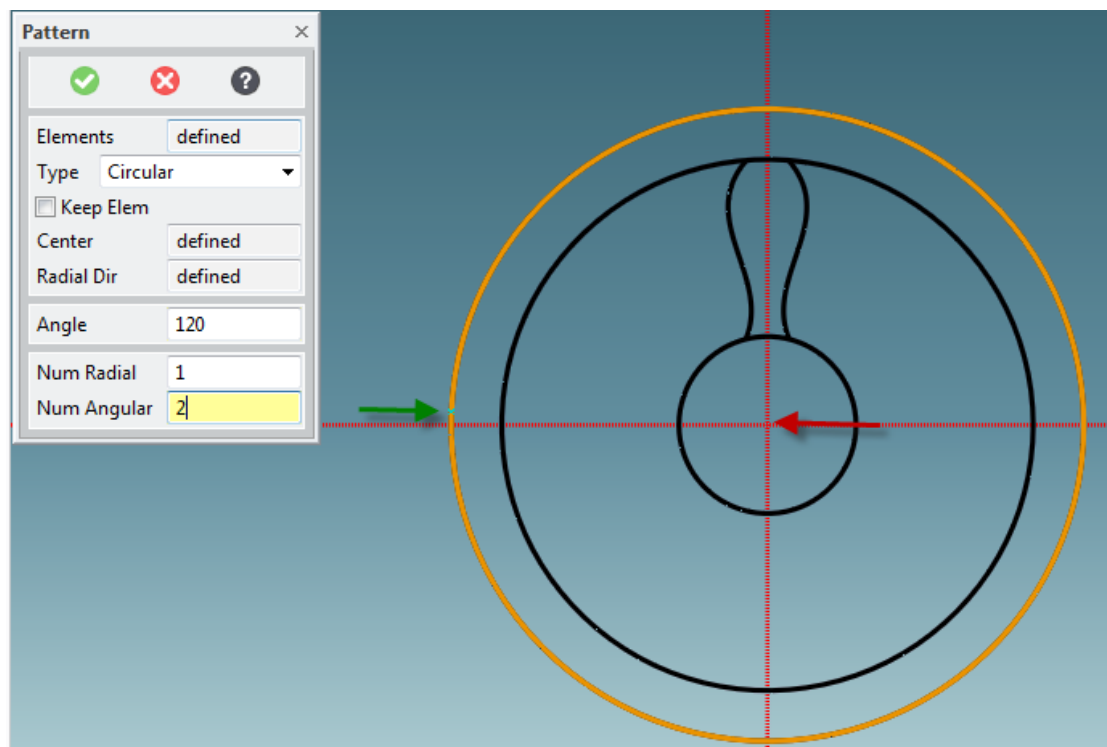 Pattern
Elements defined
Type Circular
Keep Elem
Center defined
Radial Dir defined
Angle 120
Num Radial 1
Num Angular 2